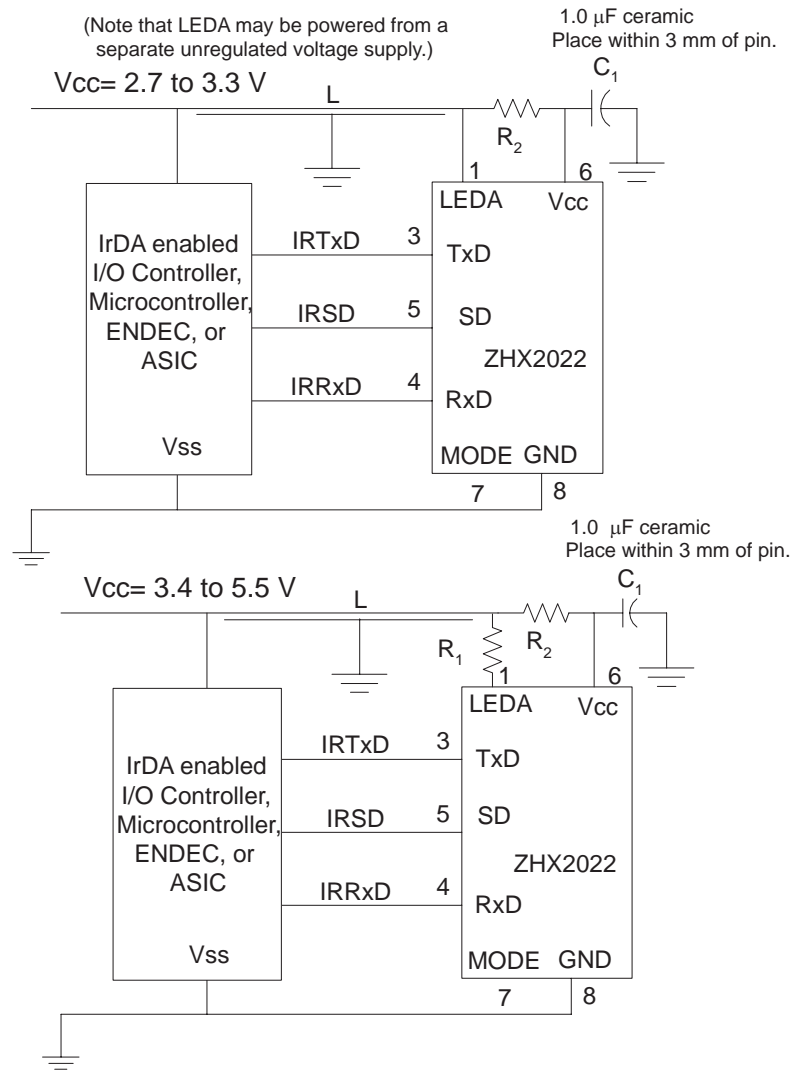 (Note that LEDA may be powered from a
separate unregulated voltage supply.)
1.0 μF ceramic
Place within 3 mm of pin.
Vcc= 2.7 to 3.3 V
L
C1
R2
1
6
LEDA
Vcc
IrDA enabled
I/O Controller,
Microcontroller,
ENDEC, or
ASIC
IRTxD
3
TxD
IRSD
5
SD
ZHX2022
IRRxD
4
RxD
Vss
MODE
GND
7
8
1.0 μF ceramic
Place within 3 mm of pin.
Vcc= 3.4 to 5.5 V
L
C1
R1
R2
1
6
LEDA
Vcc
IrDA enabled
I/O Controller,
Microcontroller,
ENDEC, or
ASIC
IRTxD
3
TxD
IRSD
5
SD
ZHX2022
IRRxD
4
RxD
Vss
MODE
GND
7
8